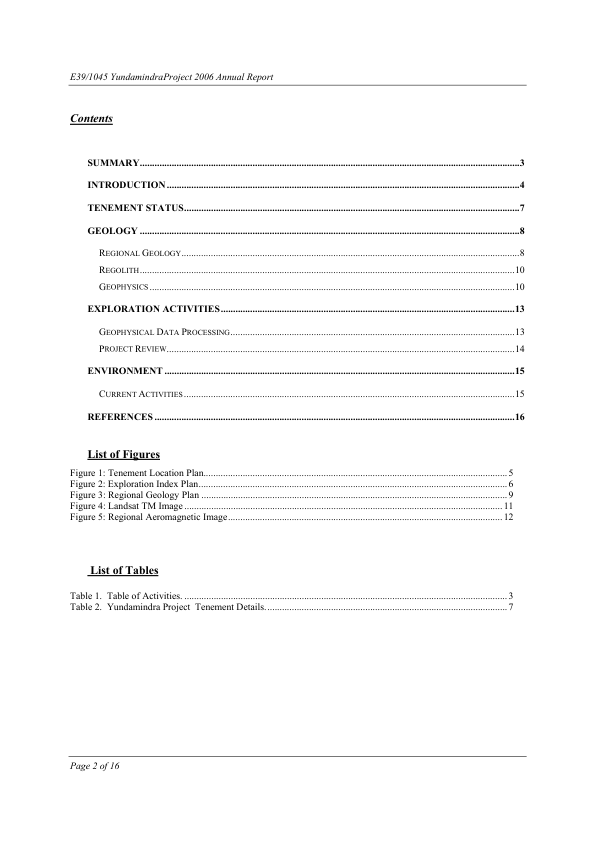 E39/1045 YundamindraProject 2006 Annual Report
Contents
SUMMARY...3
INTRODUCTION...4
TENEMENT STATUS...7
GEOLOGY...8
REGIONAL GEOLOGY...8
REGOLITH...10
GEOPHYSICS...10
EXPLORATION ACTIVITIES...13
GEOPHYSICAL DATA PROCESSING...13
PROJECT REVIEW...14
ENVIRONMENT...15
CURRENT ACTIVITIES...15
REFERENCES...16
List of Figures
Figure 1: Tenement Location Plan...5
Figure 2: Exploration Index Plan...6
Figure 3: Regional Geology Plan...9
Figure 4: Landsat TM Image...11
Figure 5: Regional Aeromagnetic Image...12
List of Tables
Table 1. Table of Activities....3
Table 2. Yundamindra Project Tenement Details....7
Page 2 of 16